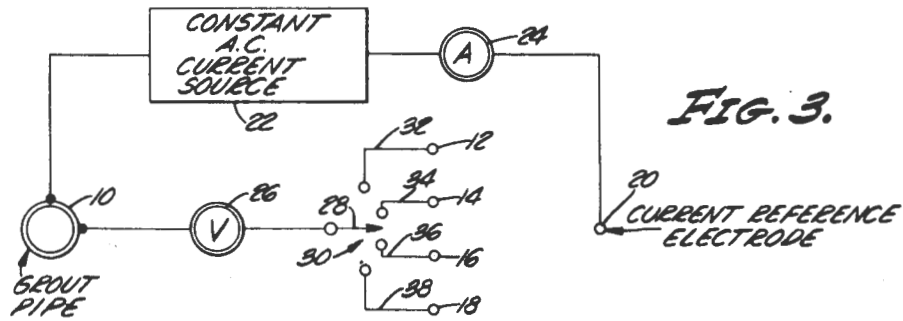 CONSTANT
A.C.
CURRENT
SOURCE
22
A
24
FIG. 3.
32
12
34
14
10
26
V
28
30
36
16
38
18
20
CURRENT REFERENCE
ELECTRODE
GROUT
PIPE